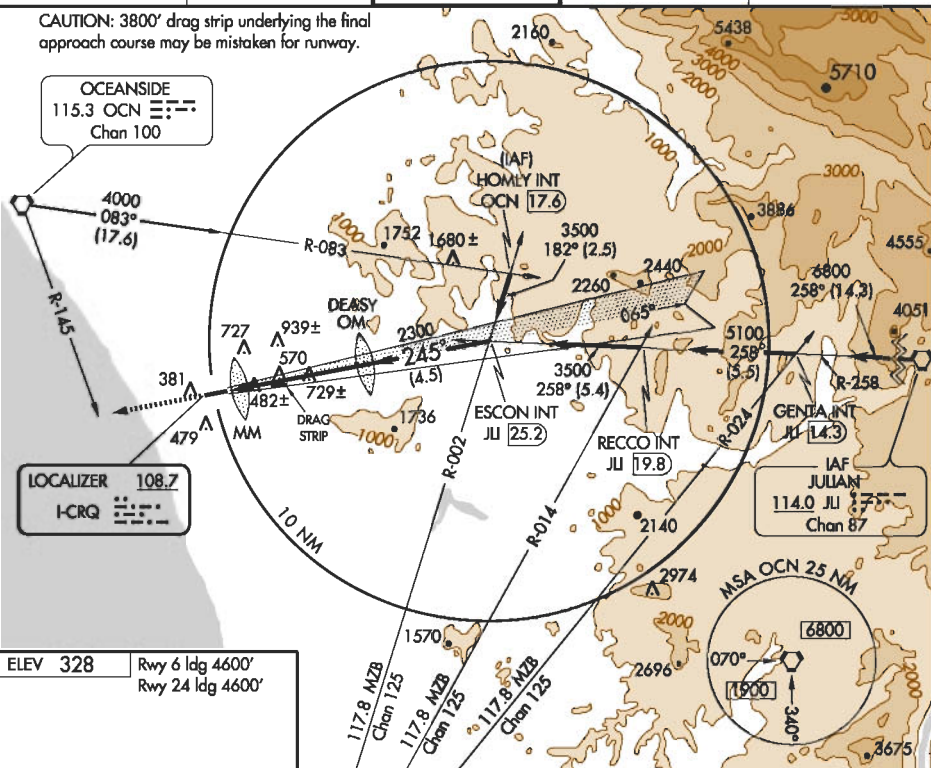 CAUTION: 3800' drag strip underlying the final
approach course may be mistaken for runway.
OCEANSIDE
115.3 OCN
Chan 100
4000
083°
(17.6)
R-083
R-145
2160
5438
5000
4000
3000
2000
5710
1000
3000
(IAF)
HOMLY INT
OCN 17.6
3886
4555
1000
1752
1680±
3500
182° (2.5)
2000
2260
2440
065°
6800
258° (14.3)
4051
DEASY
OM
727
939±
570
2300
245°
(4.5)
5100
258°
(5.5)
3500
258° (5.4)
R-258
381
482±
729±
479
MM
DRAG
STRIP
1736
1000
ESCON INT
JLI 25.2
RECCO INT
JLI 19.8
GENTA INT
JLI 14.3
R-002
R-014
R-024
LOCALIZER 108.7
I-CRQ
IAF
JULIAN
114.0 JLI
Chan 87
10 NM
1000
2140
2974
2000
2696
1570
MSA OCN 25 NM
6800
070°
1900
340°
2000
3675
117.8 MZB
Chan 125
117.8 MZB
Chan 125
117.8 MZB
Chan 125
ELEV 328
Rwy 6 ldg 4600'
Rwy 24 ldg 4600'